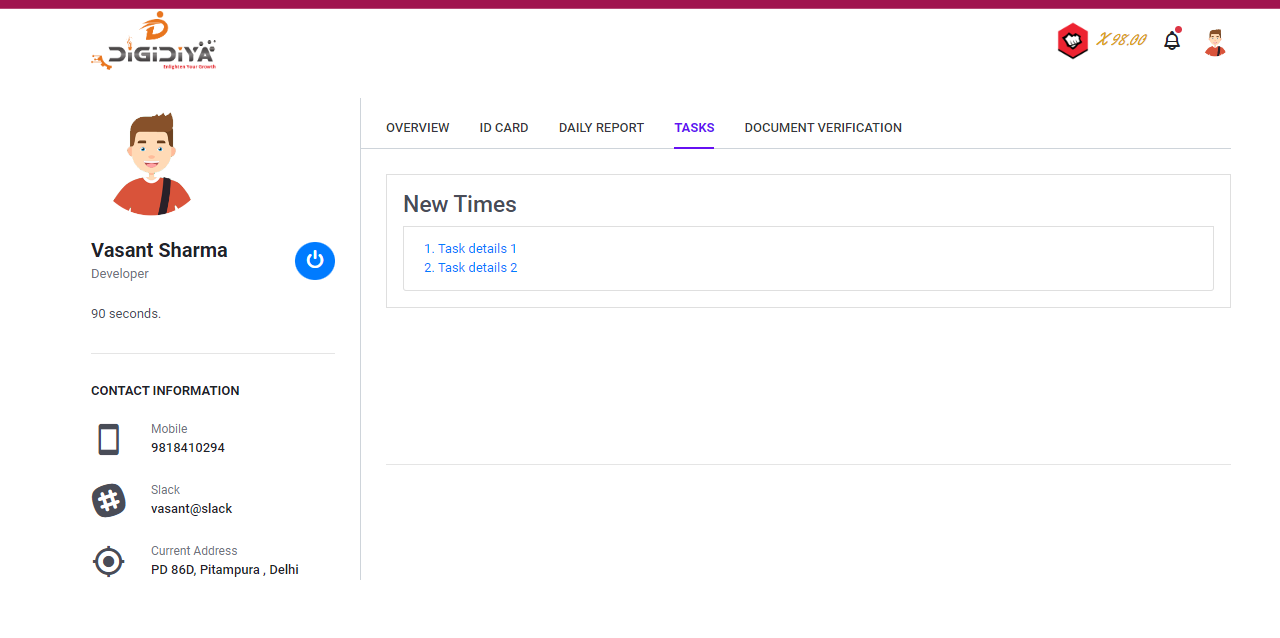 DiGiDiYA
Enlighten Your Growth
X 98.00
Vasant Sharma
Developer
90 seconds.
CONTACT INFORMATION
Mobile
9818410294
Slack
vasant@slack
Current Address
PD 86D, Pitampura , Delhi
OVERVIEW ID CARD DAILY REPORT TASKS DOCUMENT VERIFICATION
New Times
1. Task details 1
2. Task details 2